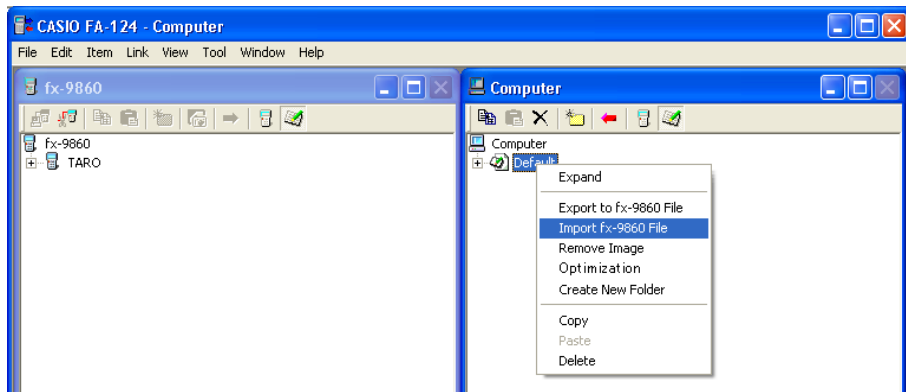 CASIO FA-124 - Computer
File Edit Item Link View Tool Window Help
fx-9860
Computer
fx-9860
TARO
Computer
Default
Expand
Export to fx-9860 File
Import fx-9860 File
Remove Image
Optimization
Create New Folder
Copy
Paste
Delete